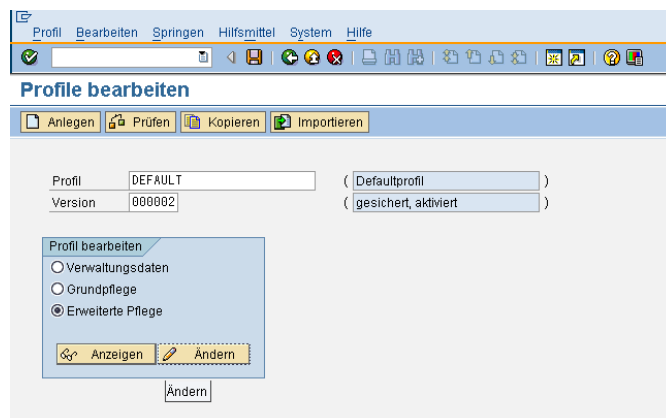 Profil Bearbeiten Springen Hilfsmittel System Hilfe
Profile bearbeiten
Anlegen Prüfen Kopieren Importieren
Profil DEFAULT ( Defaultprofil )
Version 000002 ( gesichert, aktiviert )
Profil bearbeiten
Verwaltungsdaten
Grundpflege
Erweiterte Pflege
Anzeigen Ändern
Ändern